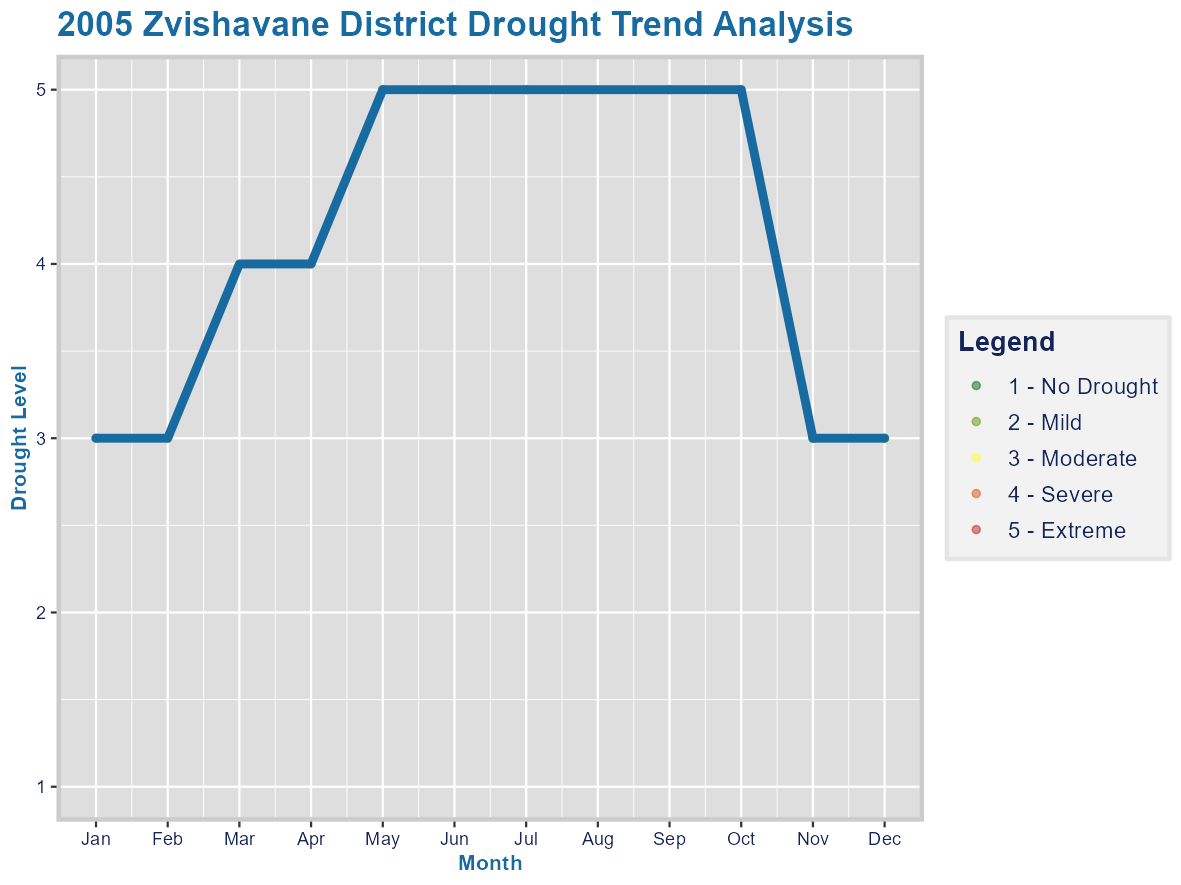 2005 Zvishavane District Drought Trend Analysis
5
4
3
2
1
Drought Level
Jan Feb Mar Apr May Jun Jul Aug Sep Oct Nov Dec
Month
Legend
1 - No Drought
2 - Mild
3 - Moderate
4 - Severe
5 - Extreme